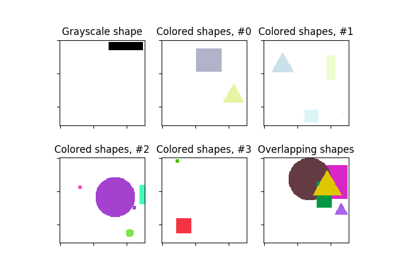 Grayscale shape
Colored shapes, #0
Colored shapes, #1
Colored shapes, #2
Colored shapes, #3
Overlapping shapes